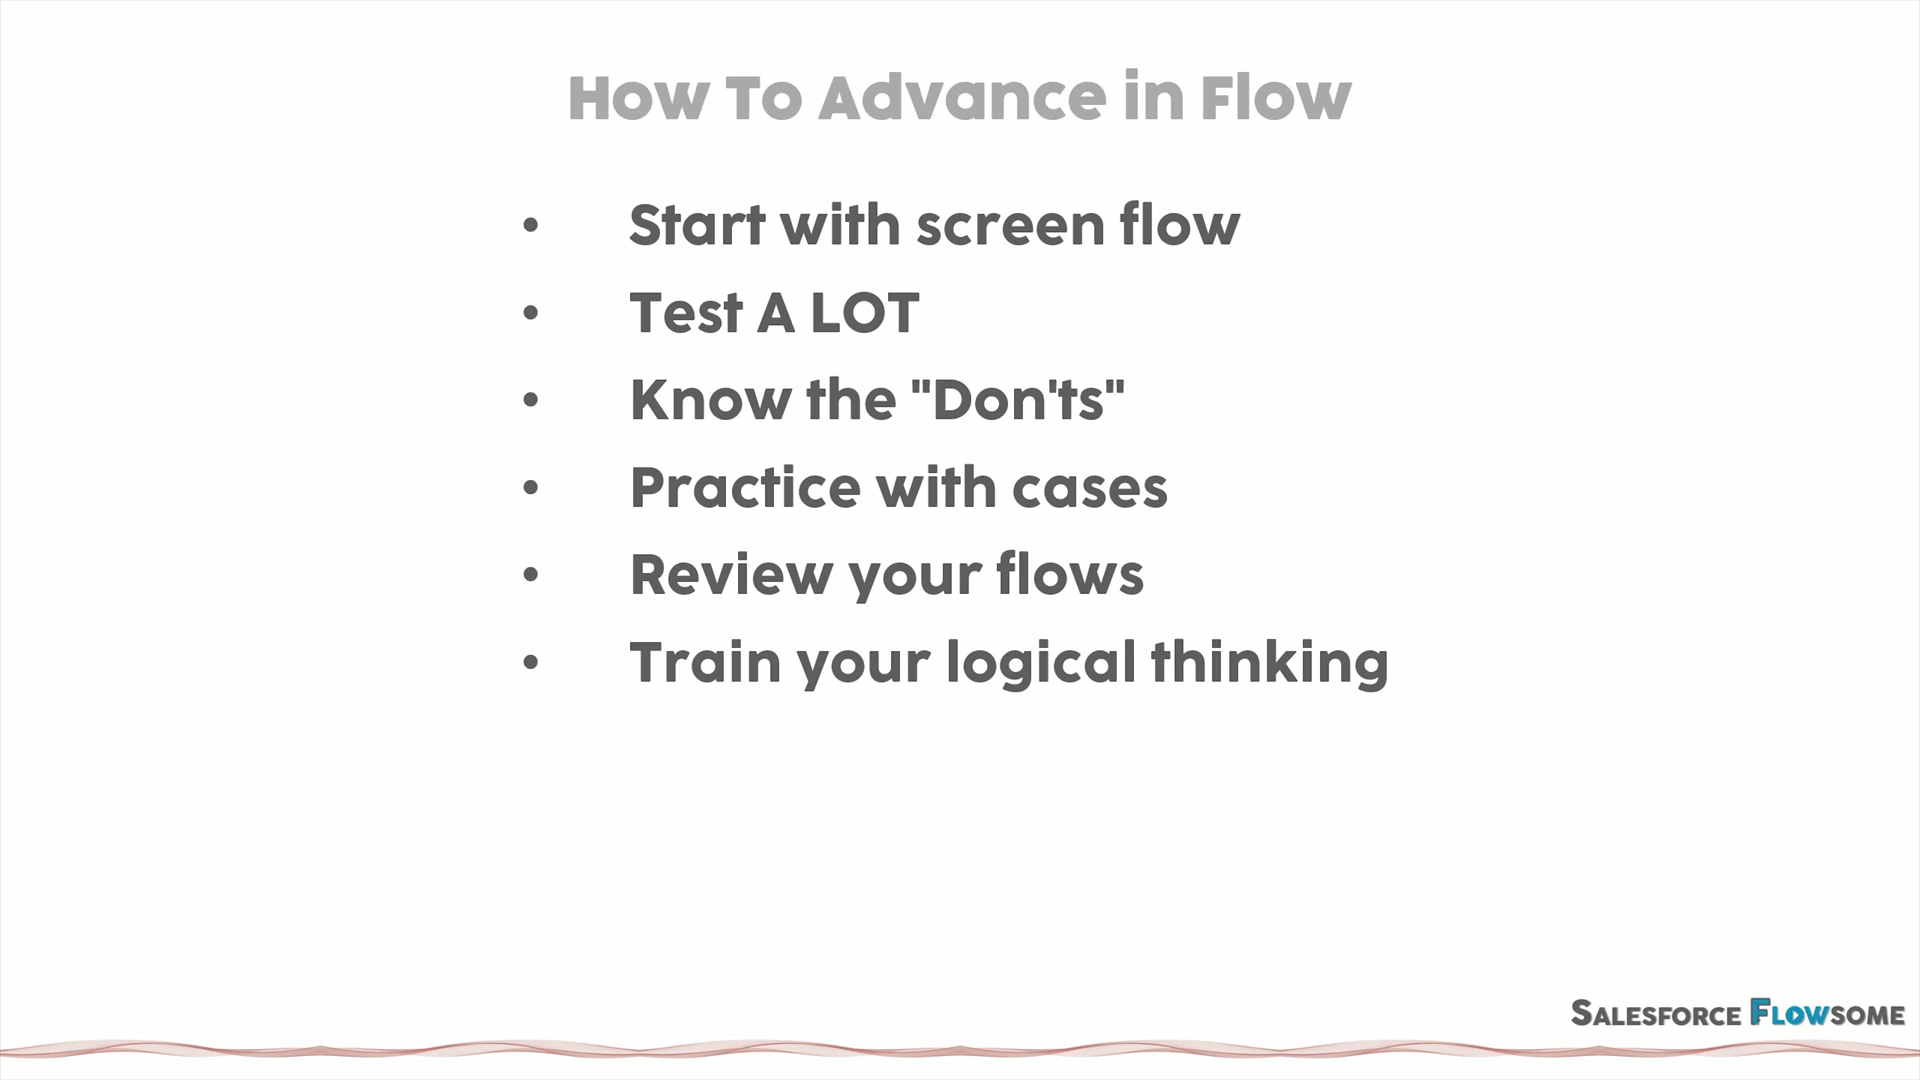 How To Advance in Flow
• Start with screen flow
• Test A LOT
• Know the "Don'ts"
• Practice with cases
• Review your flows
• Train your logical thinking
SALESFORCE FLOWSOME